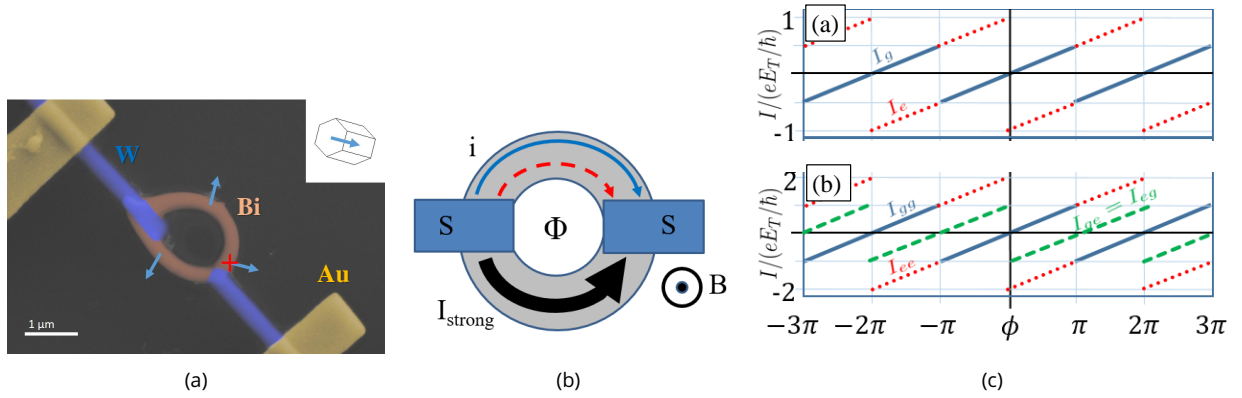 W
Bi
Au
1 μm
(a)
i
S
Φ
S
B
I_strong
(b)
(a)
I/(eE_T/ħ)
1
-1
I_g
I_e
(b)
I/(eE_T/ħ)
2
-2
I_gg
I_ge = I_eg
I_ee
−3π −2π −π ϕ π 2π 3π
(c)